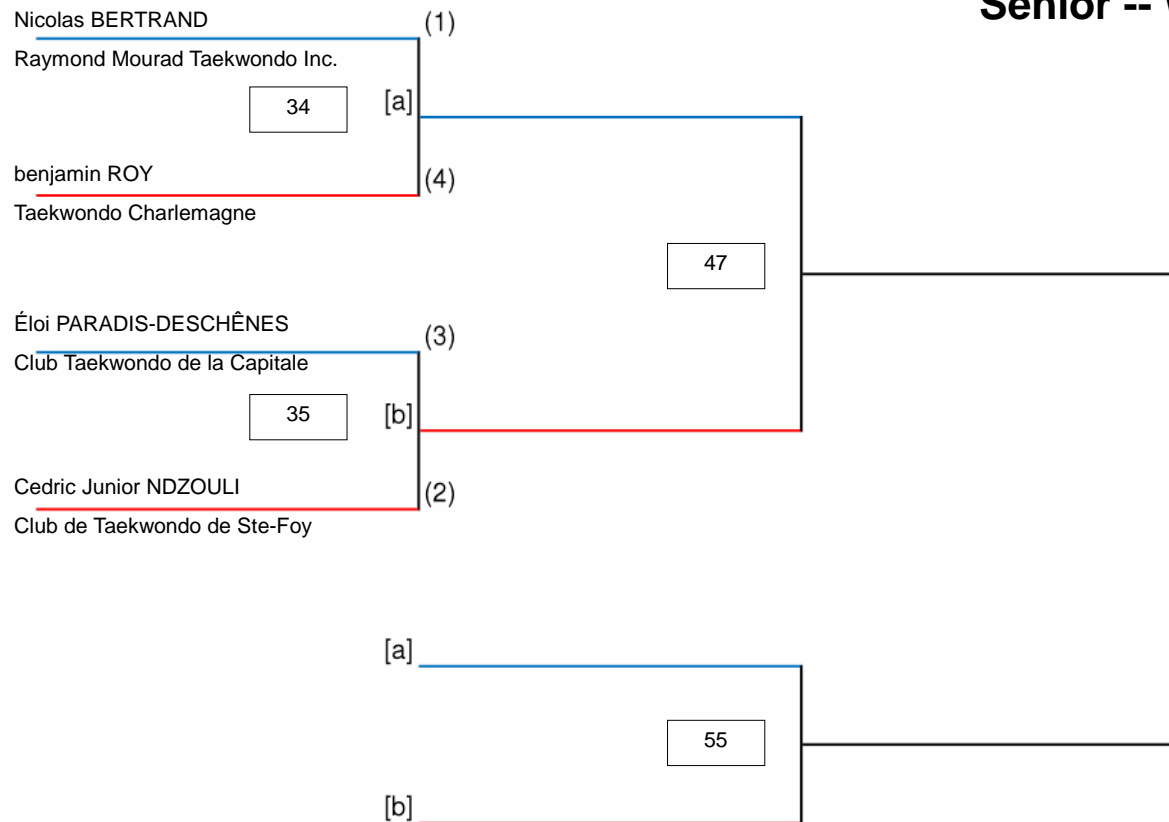 Senior --
Nicolas BERTRAND
(1)
Raymond Mourad Taekwondo Inc.
34
[a]
benjamin ROY
(4)
Taekwondo Charlemagne
47
Éloi PARADIS-DESCHÊNES
(3)
Club Taekwondo de la Capitale
35
[b]
Cedric Junior NDZOULI
(2)
Club de Taekwondo de Ste-Foy
[a]
55
[b]